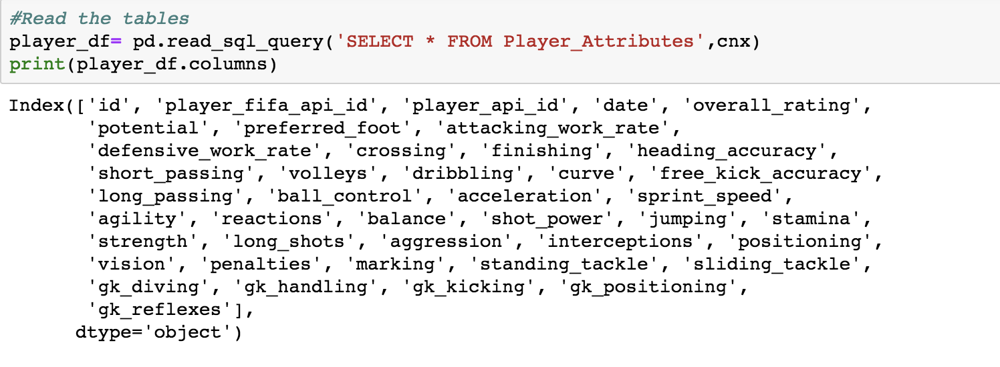 #Read the tables
player_df= pd.read_sql_query('SELECT * FROM Player_Attributes',cnx)
print(player_df.columns)
Index(['id', 'player_fifa_api_id', 'player_api_id', 'date', 'overall_rating',
       'potential', 'preferred_foot', 'attacking_work_rate',
       'defensive_work_rate', 'crossing', 'finishing', 'heading_accuracy',
       'short_passing', 'volleys', 'dribbling', 'curve', 'free_kick_accuracy',
       'long_passing', 'ball_control', 'acceleration', 'sprint_speed',
       'agility', 'reactions', 'balance', 'shot_power', 'jumping', 'stamina',
       'strength', 'long_shots', 'aggression', 'interceptions', 'positioning',
       'vision', 'penalties', 'marking', 'standing_tackle', 'sliding_tackle',
       'gk_diving', 'gk_handling', 'gk_kicking', 'gk_positioning',
       'gk_reflexes'],
      dtype='object')